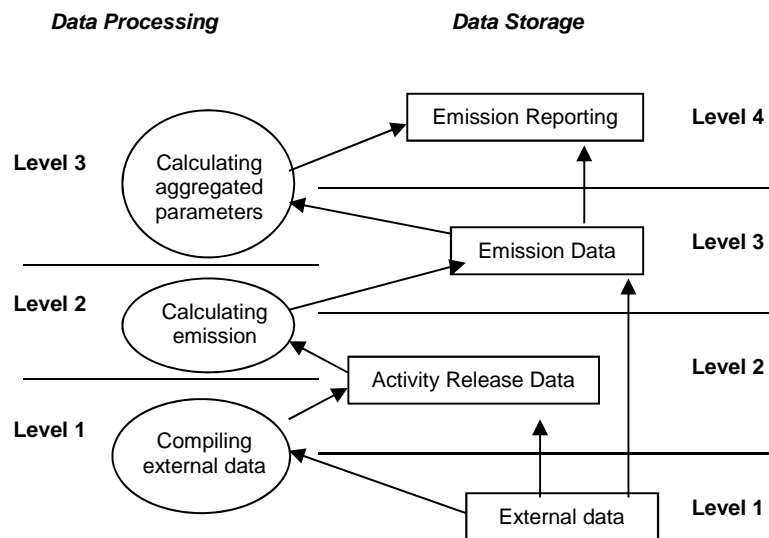 Data Processing
Data Storage
Emission Reporting
Level 4
Level 3
Calculating
aggregated
parameters
Emission Data
Level 3
Level 2
Calculating
emission
Activity Release Data
Level 2
Level 1
Compiling
external data
External data
Level 1